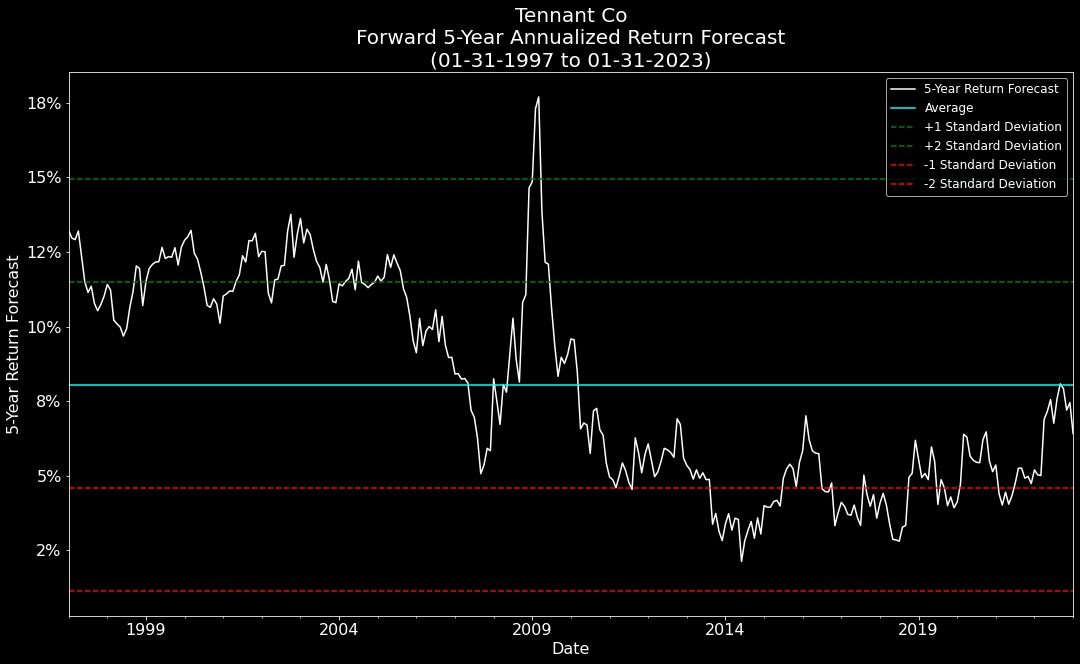 Tennant Co
Forward 5-Year Annualized Return Forecast
(01-31-1997 to 01-31-2023)
5-Year Return Forecast
Average
+1 Standard Deviation
+2 Standard Deviation
-1 Standard Deviation
-2 Standard Deviation
18%
15%
12%
10%
8%
5%
2%
5-Year Return Forecast
1999
2004
2009
2014
2019
Date